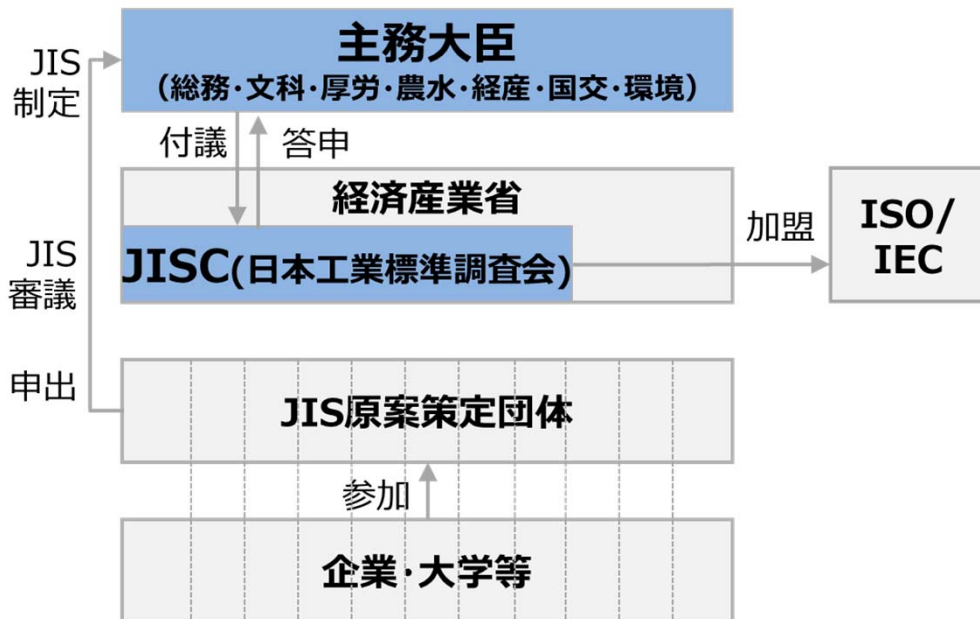 JIS
制定
主務大臣
（総務・文科・厚労・農水・経産・国交・環境）
付議
答申
経済産業省
JISC(日本工業標準調査会)
JIS
審議
加盟
ISO/
IEC
申出
JIS原案策定団体
参加
企業・大学等